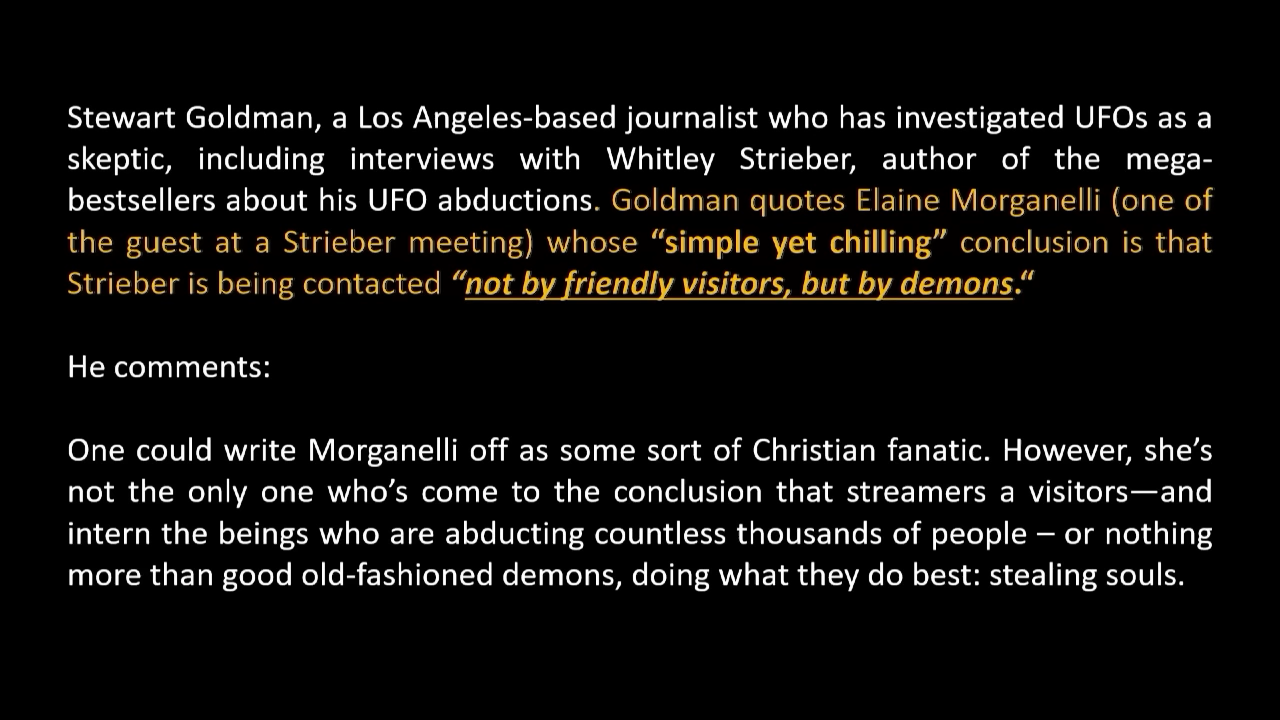 Stewart Goldman, a Los Angeles-based journalist who has investigated UFOs as a
skeptic, including interviews with Whitley Strieber, author of the mega-
bestsellers about his UFO abductions. Goldman quotes Elaine Morganelli (one of
the guest at a Strieber meeting) whose “simple yet chilling” conclusion is that
Strieber is being contacted “not by friendly visitors, but by demons.“
He comments:
One could write Morganelli off as some sort of Christian fanatic. However, she’s
not the only one who’s come to the conclusion that streamers a visitors—and
intern the beings who are abducting countless thousands of people – or nothing
more than good old-fashioned demons, doing what they do best: stealing souls.